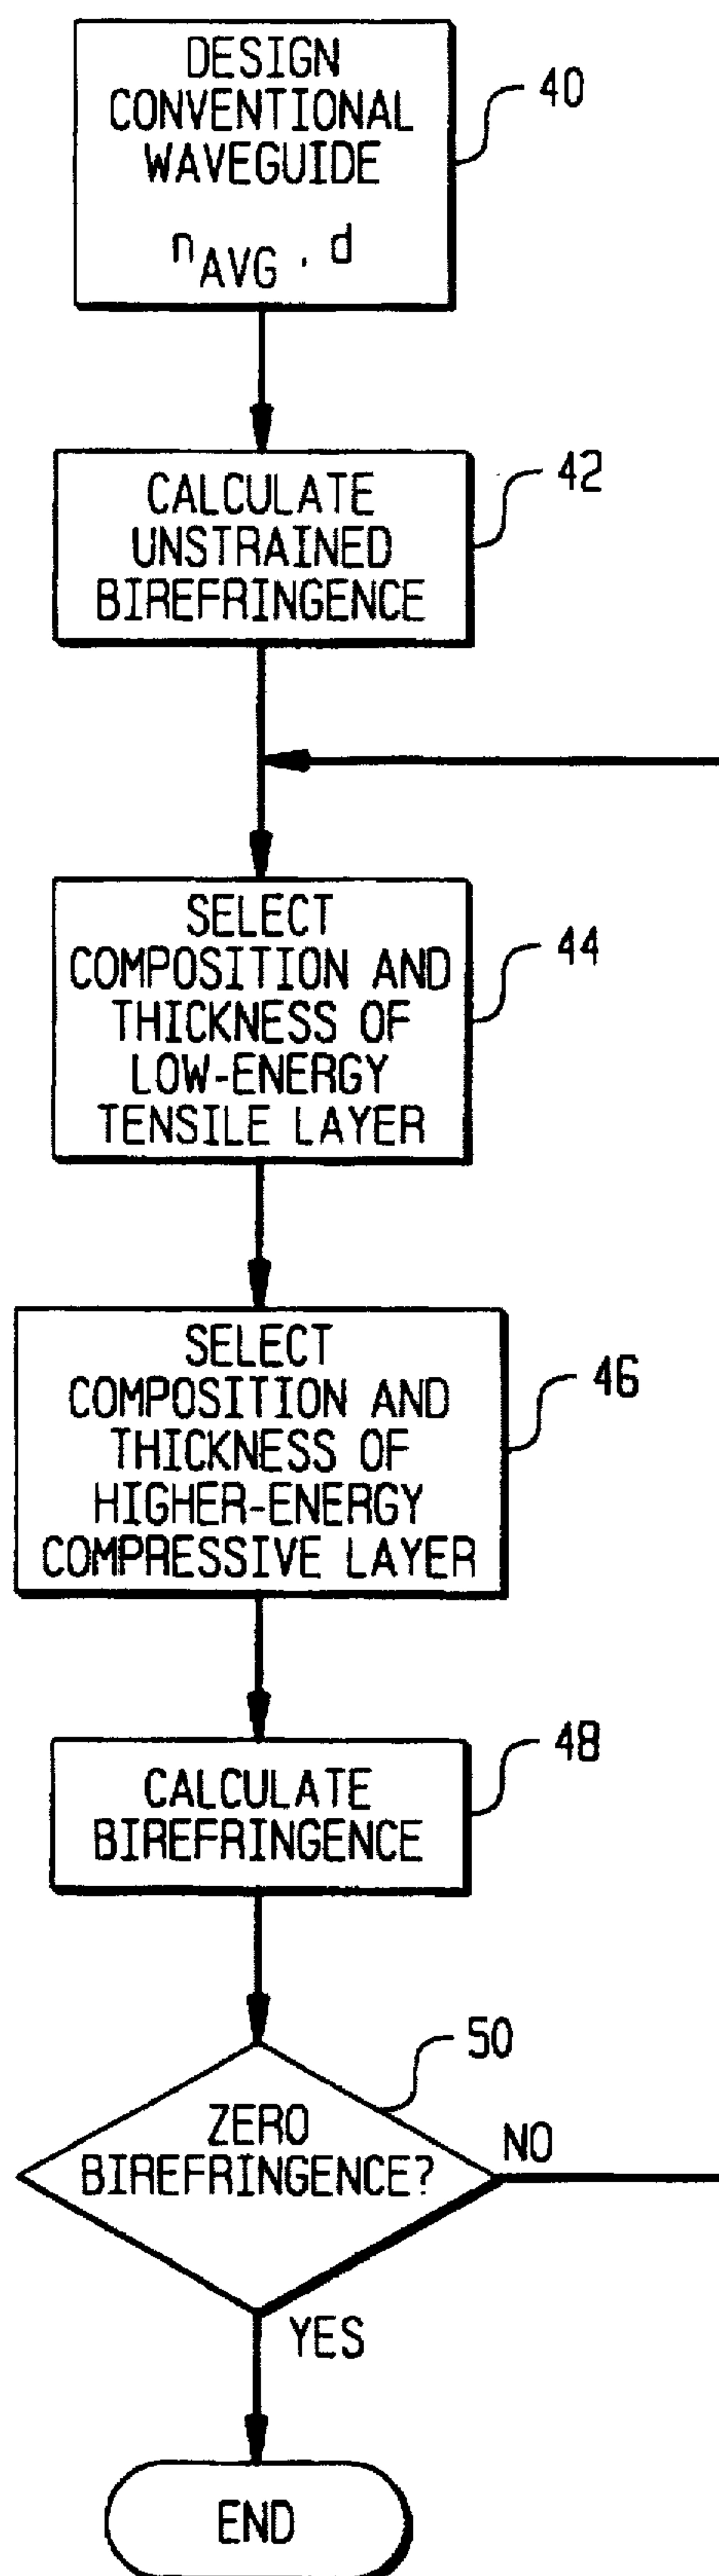 DESIGN
CONVENTIONAL
WAVEGUIDE
nAVG , d
40
CALCULATE
UNSTRAINED
BIREFRINGENCE
42
SELECT
COMPOSITION AND
THICKNESS OF
LOW-ENERGY
TENSILE LAYER
44
SELECT
COMPOSITION AND
THICKNESS OF
HIGHER-ENERGY
COMPRESSIVE LAYER
46
CALCULATE
BIREFRINGENCE
48
ZERO
BIREFRINGENCE?
50
NO
YES
END